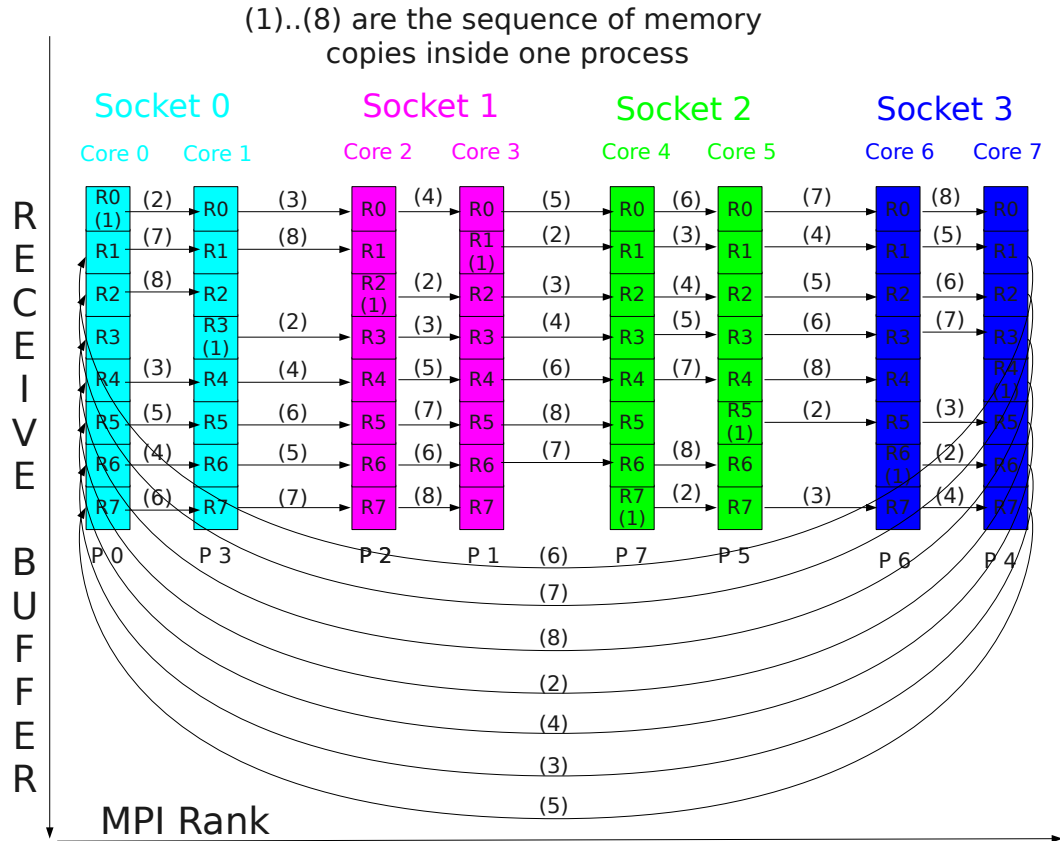 (1)..(8) are the sequence of memory
copies inside one process
Socket 0 Socket 1 Socket 2 Socket 3
Core 0 Core 1 Core 2 Core 3 Core 4 Core 5 Core 6 Core 7
R0 (2) R0 (3) R0 (4) R0 (5) R0 (6) R0 (7) R0 (8) R0
(1)
R1 (7) R1 (8) R1 R1 (2) R1 (3) R1 (4) R1 (5) R1
(1)
R2 (8) R2 R2 (2) R2 (3) R2 (4) R2 (5) R2 (6) R2
(1)
R3 R3 (2) R3 (3) R3 (4) R3 (5) R3 (6) R3 (7) R3
(1)
R4 (3) R4 (4) R4 (5) R4 (6) R4 (7) R4 (8) R4 R4
(1)
R5 (5) R5 (6) R5 (7) R5 (8) R5 R5 (2) R5 (3) R5
(1)
R6 (4) R6 (5) R6 (6) R6 (7) R6 (8) R6 R6 (2) R6
(1)
R7 (6) R7 (7) R7 (8) R7 R7 (2) R7 (3) R7 (4) R7
(1)
P 0 P 3 P 2 P 1 P 7 P 5 P 6 P 4
(6)
(7)
(8)
(2)
(4)
(3)
(5)
RECEIVE
BUFFER
MPI Rank